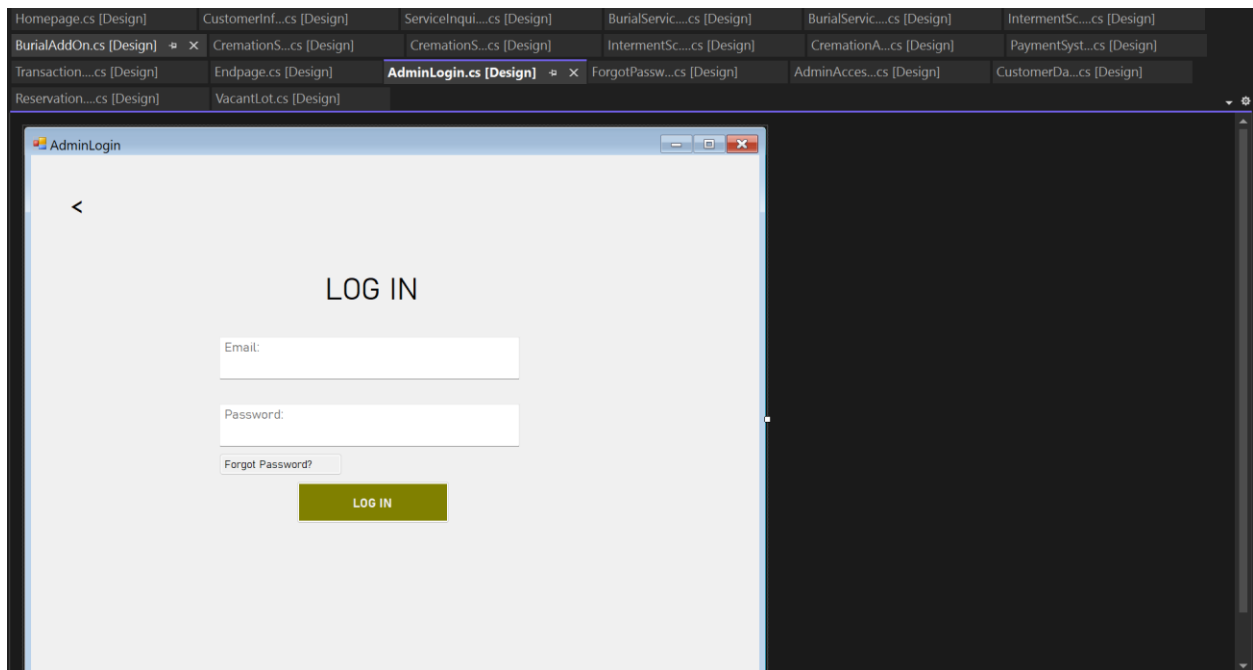 Homepage.cs [Design] CustomerInf...cs [Design] ServiceInqui....cs [Design] BurialServic....cs [Design] BurialServic....cs [Design] IntermentSc....cs [Design]
BurialAddOn.cs [Design] CremationS...cs [Design] CremationS...cs [Design] IntermentSc....cs [Design] CremationA...cs [Design] PaymentSyst...cs [Design]
Transaction....cs [Design] Endpage.cs [Design] AdminLogin.cs [Design] ForgotPassw...cs [Design] AdminAcces...cs [Design] CustomerDa...cs [Design]
Reservation....cs [Design] VacantLot.cs [Design]
AdminLogin
<
LOG IN
Email:
Password:
Forgot Password?
LOG IN